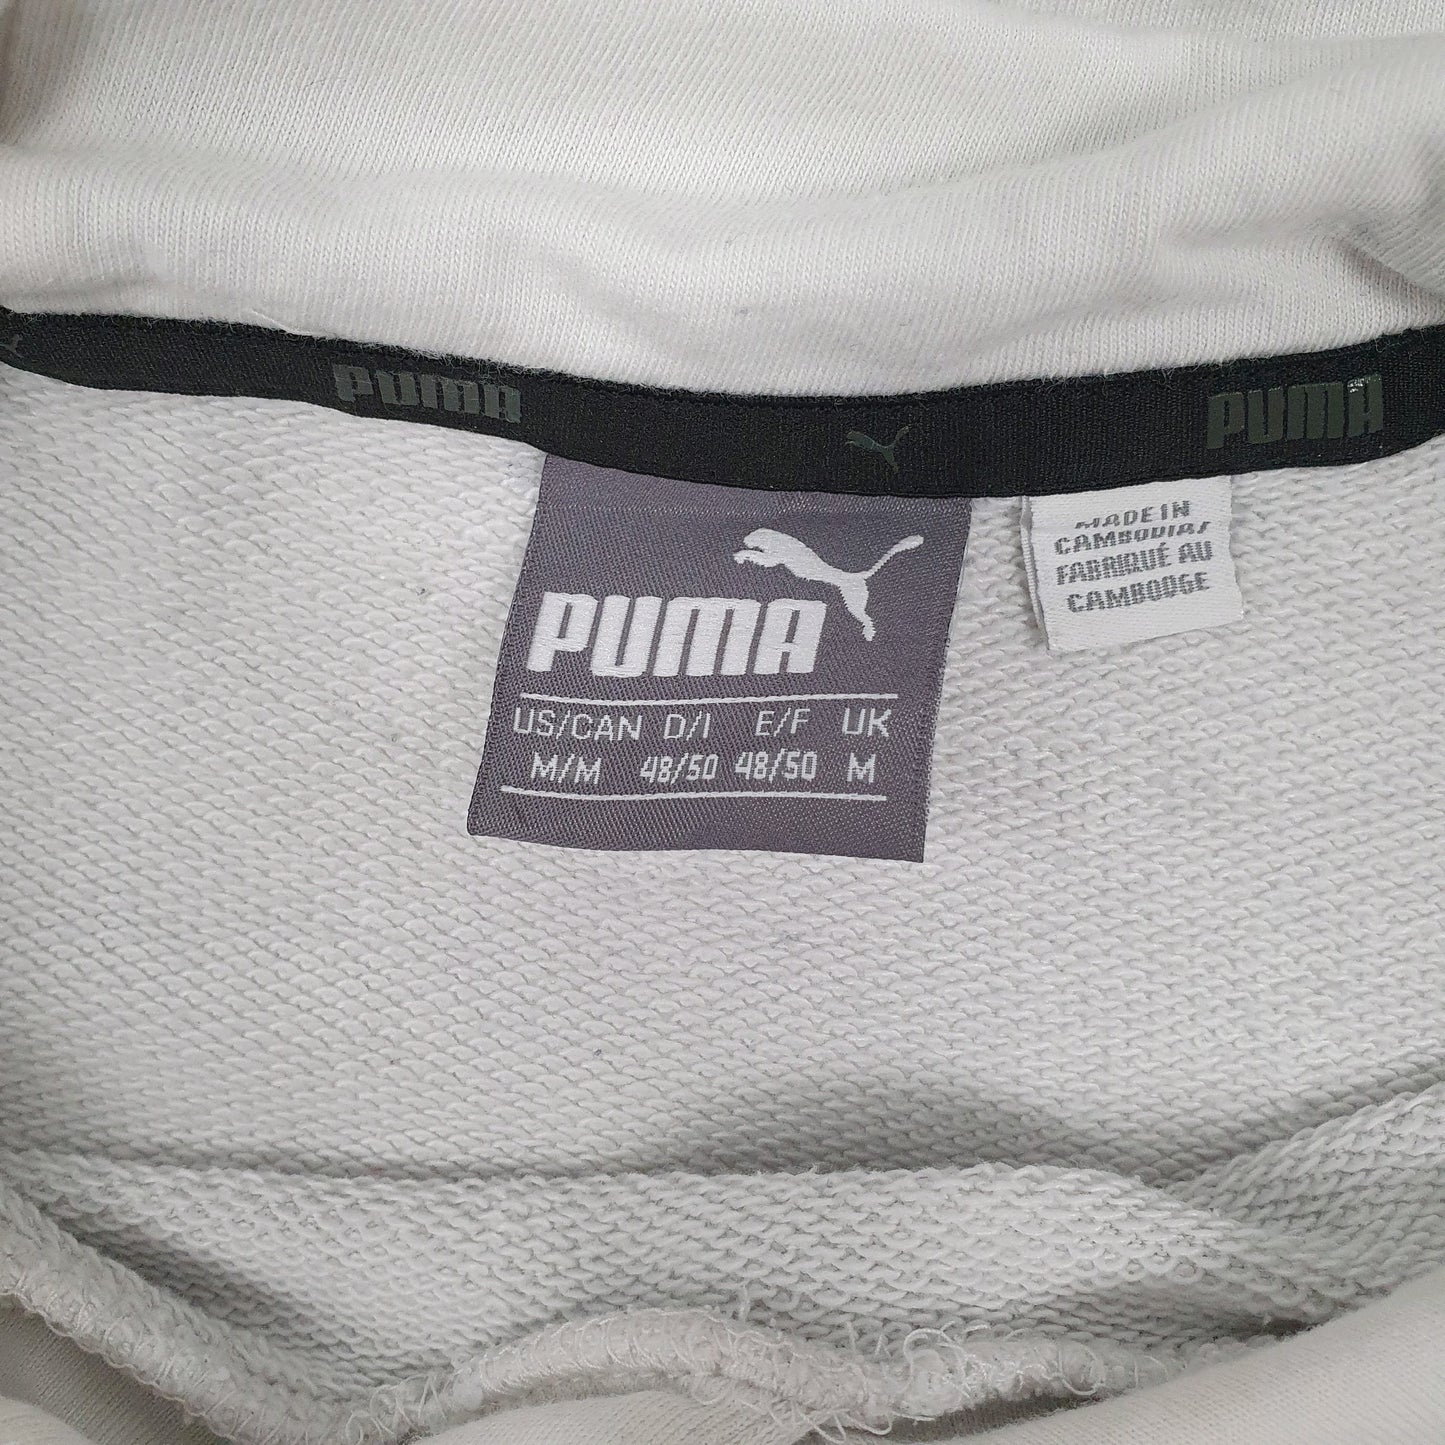 PUMA PUMA
PUMA
US/CAN D/I E/F UK
M/M 48/50 48/50 M
MADE IN
CAMBODIA/
FABRIQUÉ AU
CAMBODGE